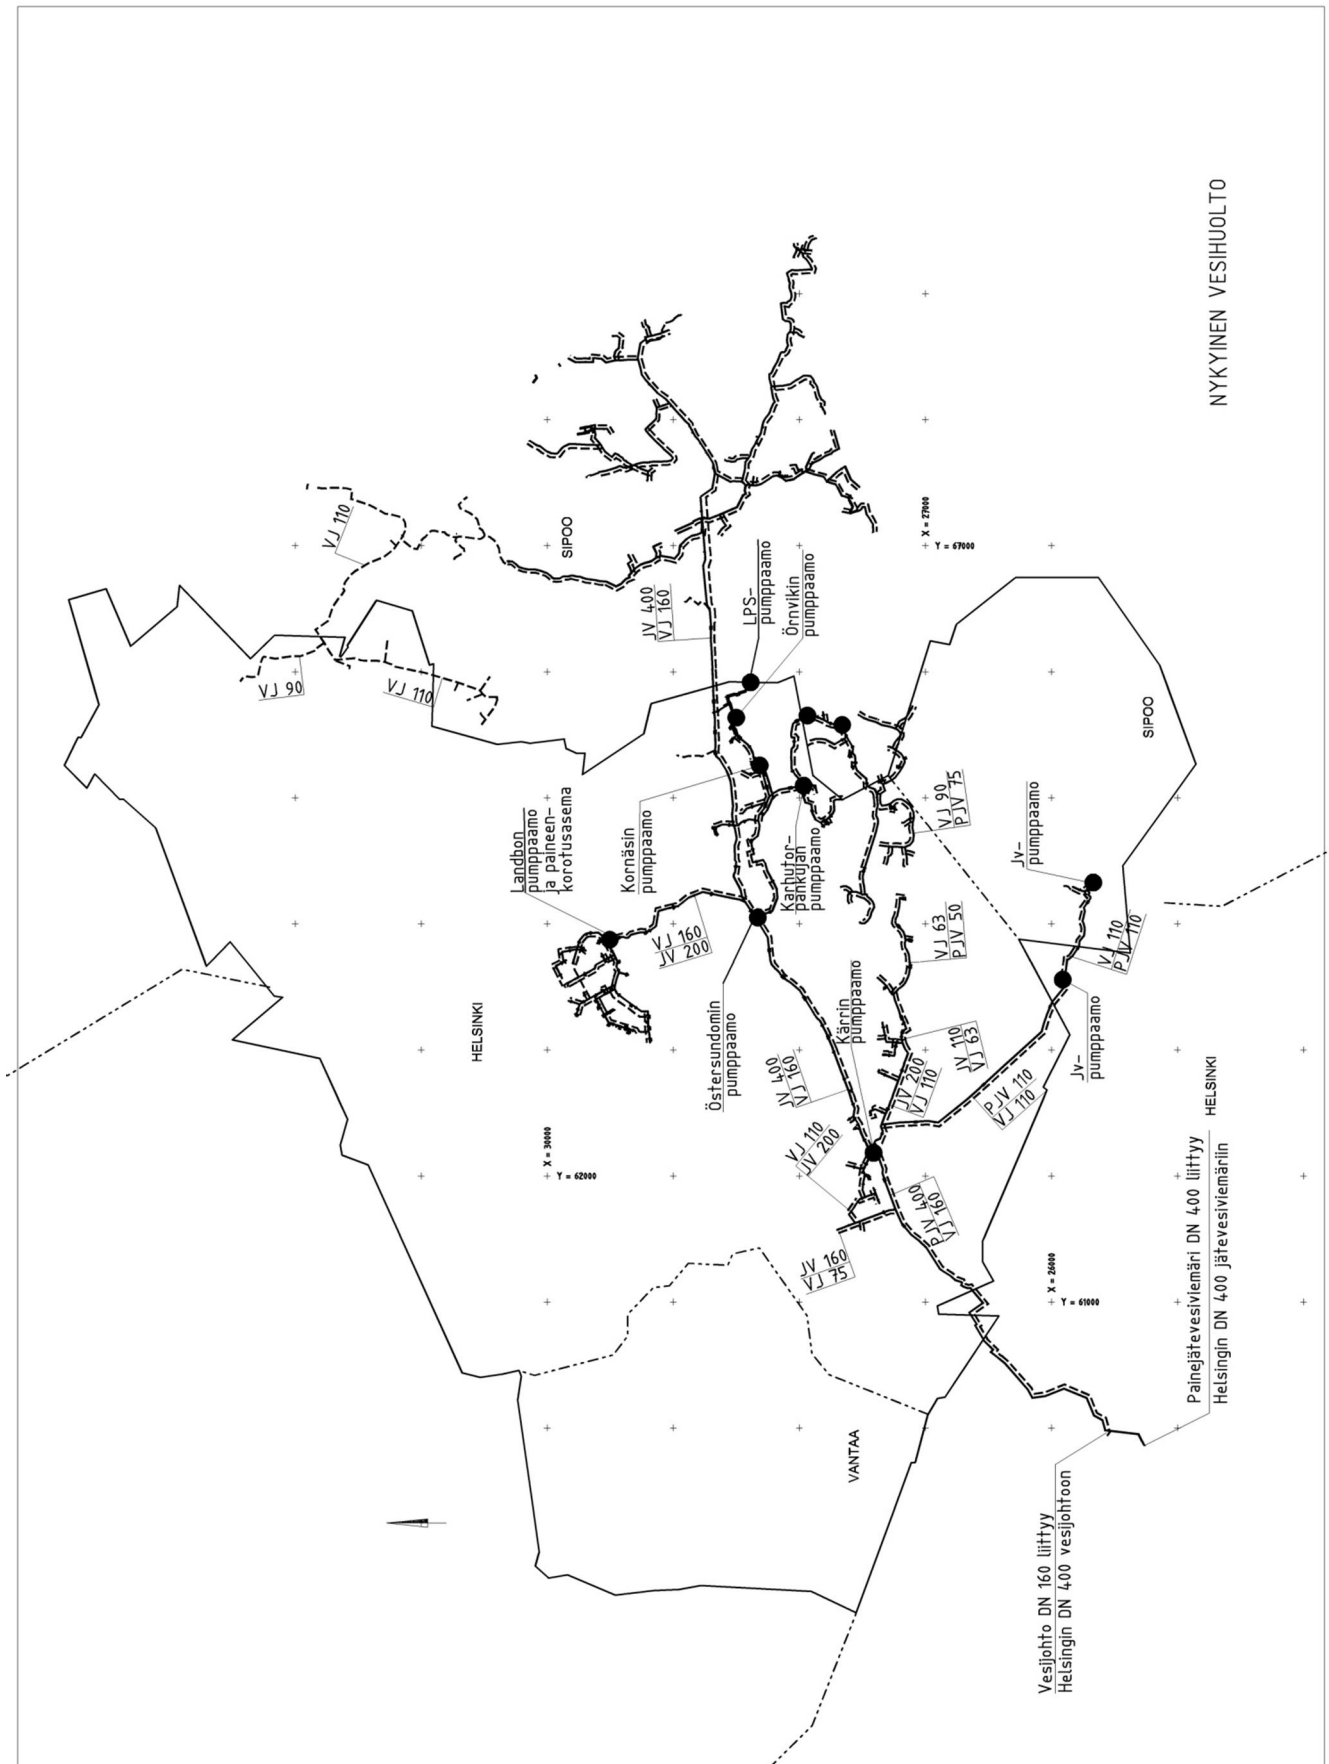 NYKYINEN VESIHUOLTO
VJ 110
SIPOO
VJ 90
VJ 110
JV 400
VJ 160
LPS-
pumppaamo
Örnvikin
pumppaamo
X = 27000
Y = 67000
Landbon
pumppaamo
ja paineen-
korotusasema
Kornäsin
pumppaamo
Karhutor-
pankujan
pumppaamo
VJ 90
PJV 75
SIPOO
Jv-
pumppaamo
VJ 160
JV 200
VJ 63
PJV 50
VJ 110
PJV 110
HELSINKI
Östersundomin
pumppaamo
Kärrin
pumppaamo
JV 400
VJ 160
JV 110
VJ 63
JV 200
VJ 110
Jv-
pumppaamo
PJV 110
VJ 110
HELSINKI
X = 30000
Y = 62000
VJ 110
JV 200
PJV 400
VJ 160
JV 160
VJ 75
X = 26000
Y = 61000
Painejätevesiviemäri DN 400 liittyy
Helsingin DN 400 jätevesiviemäriin
VANTAA
Vesijohto DN 160 liittyy
Helsingin DN 400 vesijohtoon